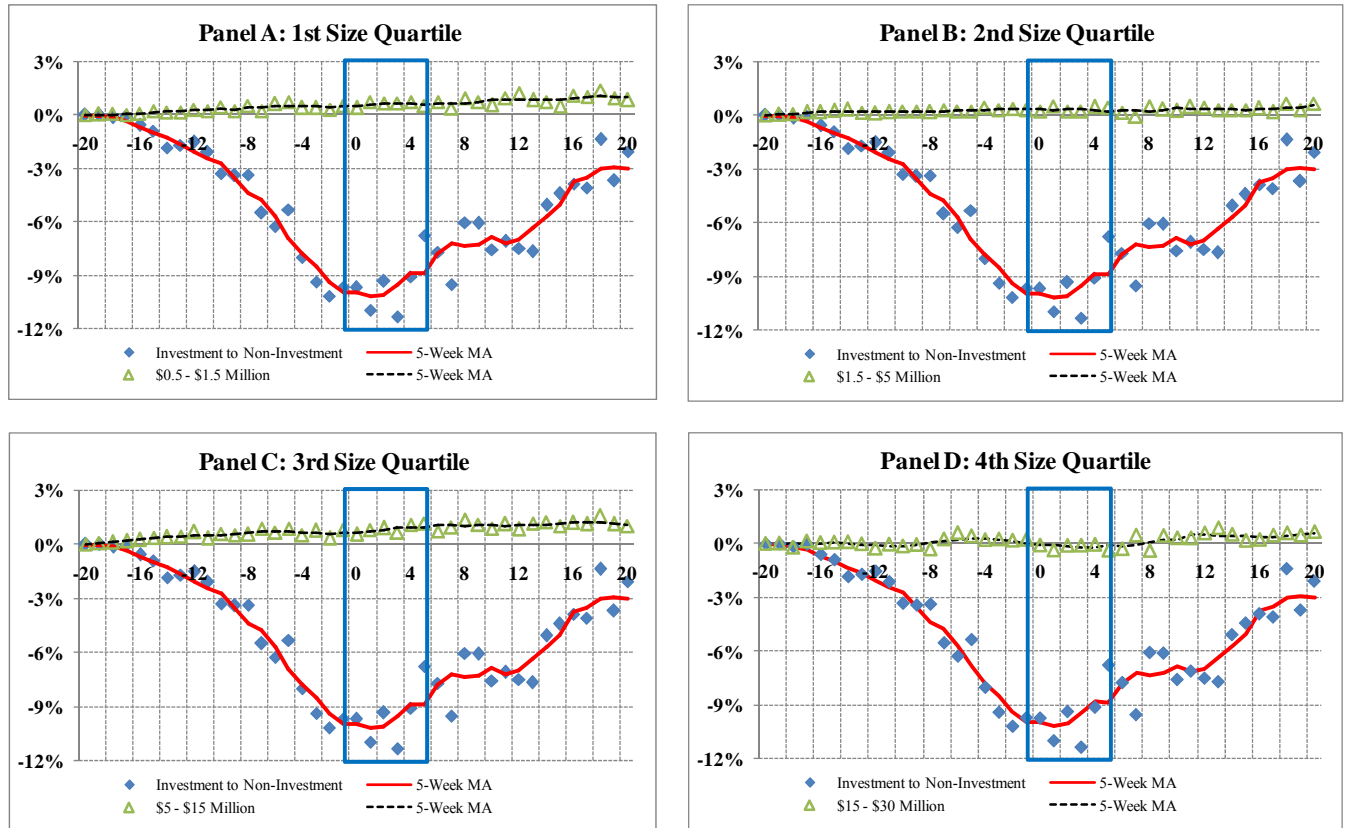 Panel A: 1st Size Quartile
3%
0%
-20 -16 -12 -8 -4 0 4 8 12 16 20
-3%
-6%
-9%
-12%
Investment to Non-Investment 5-Week MA
$0.5 - $1.5 Million 5-Week MA
Panel B: 2nd Size Quartile
3%
0%
-20 -16 -12 -8 -4 0 4 8 12 16 20
-3%
-6%
-9%
-12%
Investment to Non-Investment 5-Week MA
$1.5 - $5 Million 5-Week MA
Panel C: 3rd Size Quartile
3%
0%
-20 -16 -12 -8 -4 0 4 8 12 16 20
-3%
-6%
-9%
-12%
Investment to Non-Investment 5-Week MA
$5 - $15 Million 5-Week MA
Panel D: 4th Size Quartile
3%
0%
-20 -16 -12 -8 -4 0 4 8 12 16 20
-3%
-6%
-9%
-12%
Investment to Non-Investment 5-Week MA
$15 - $30 Million 5-Week MA